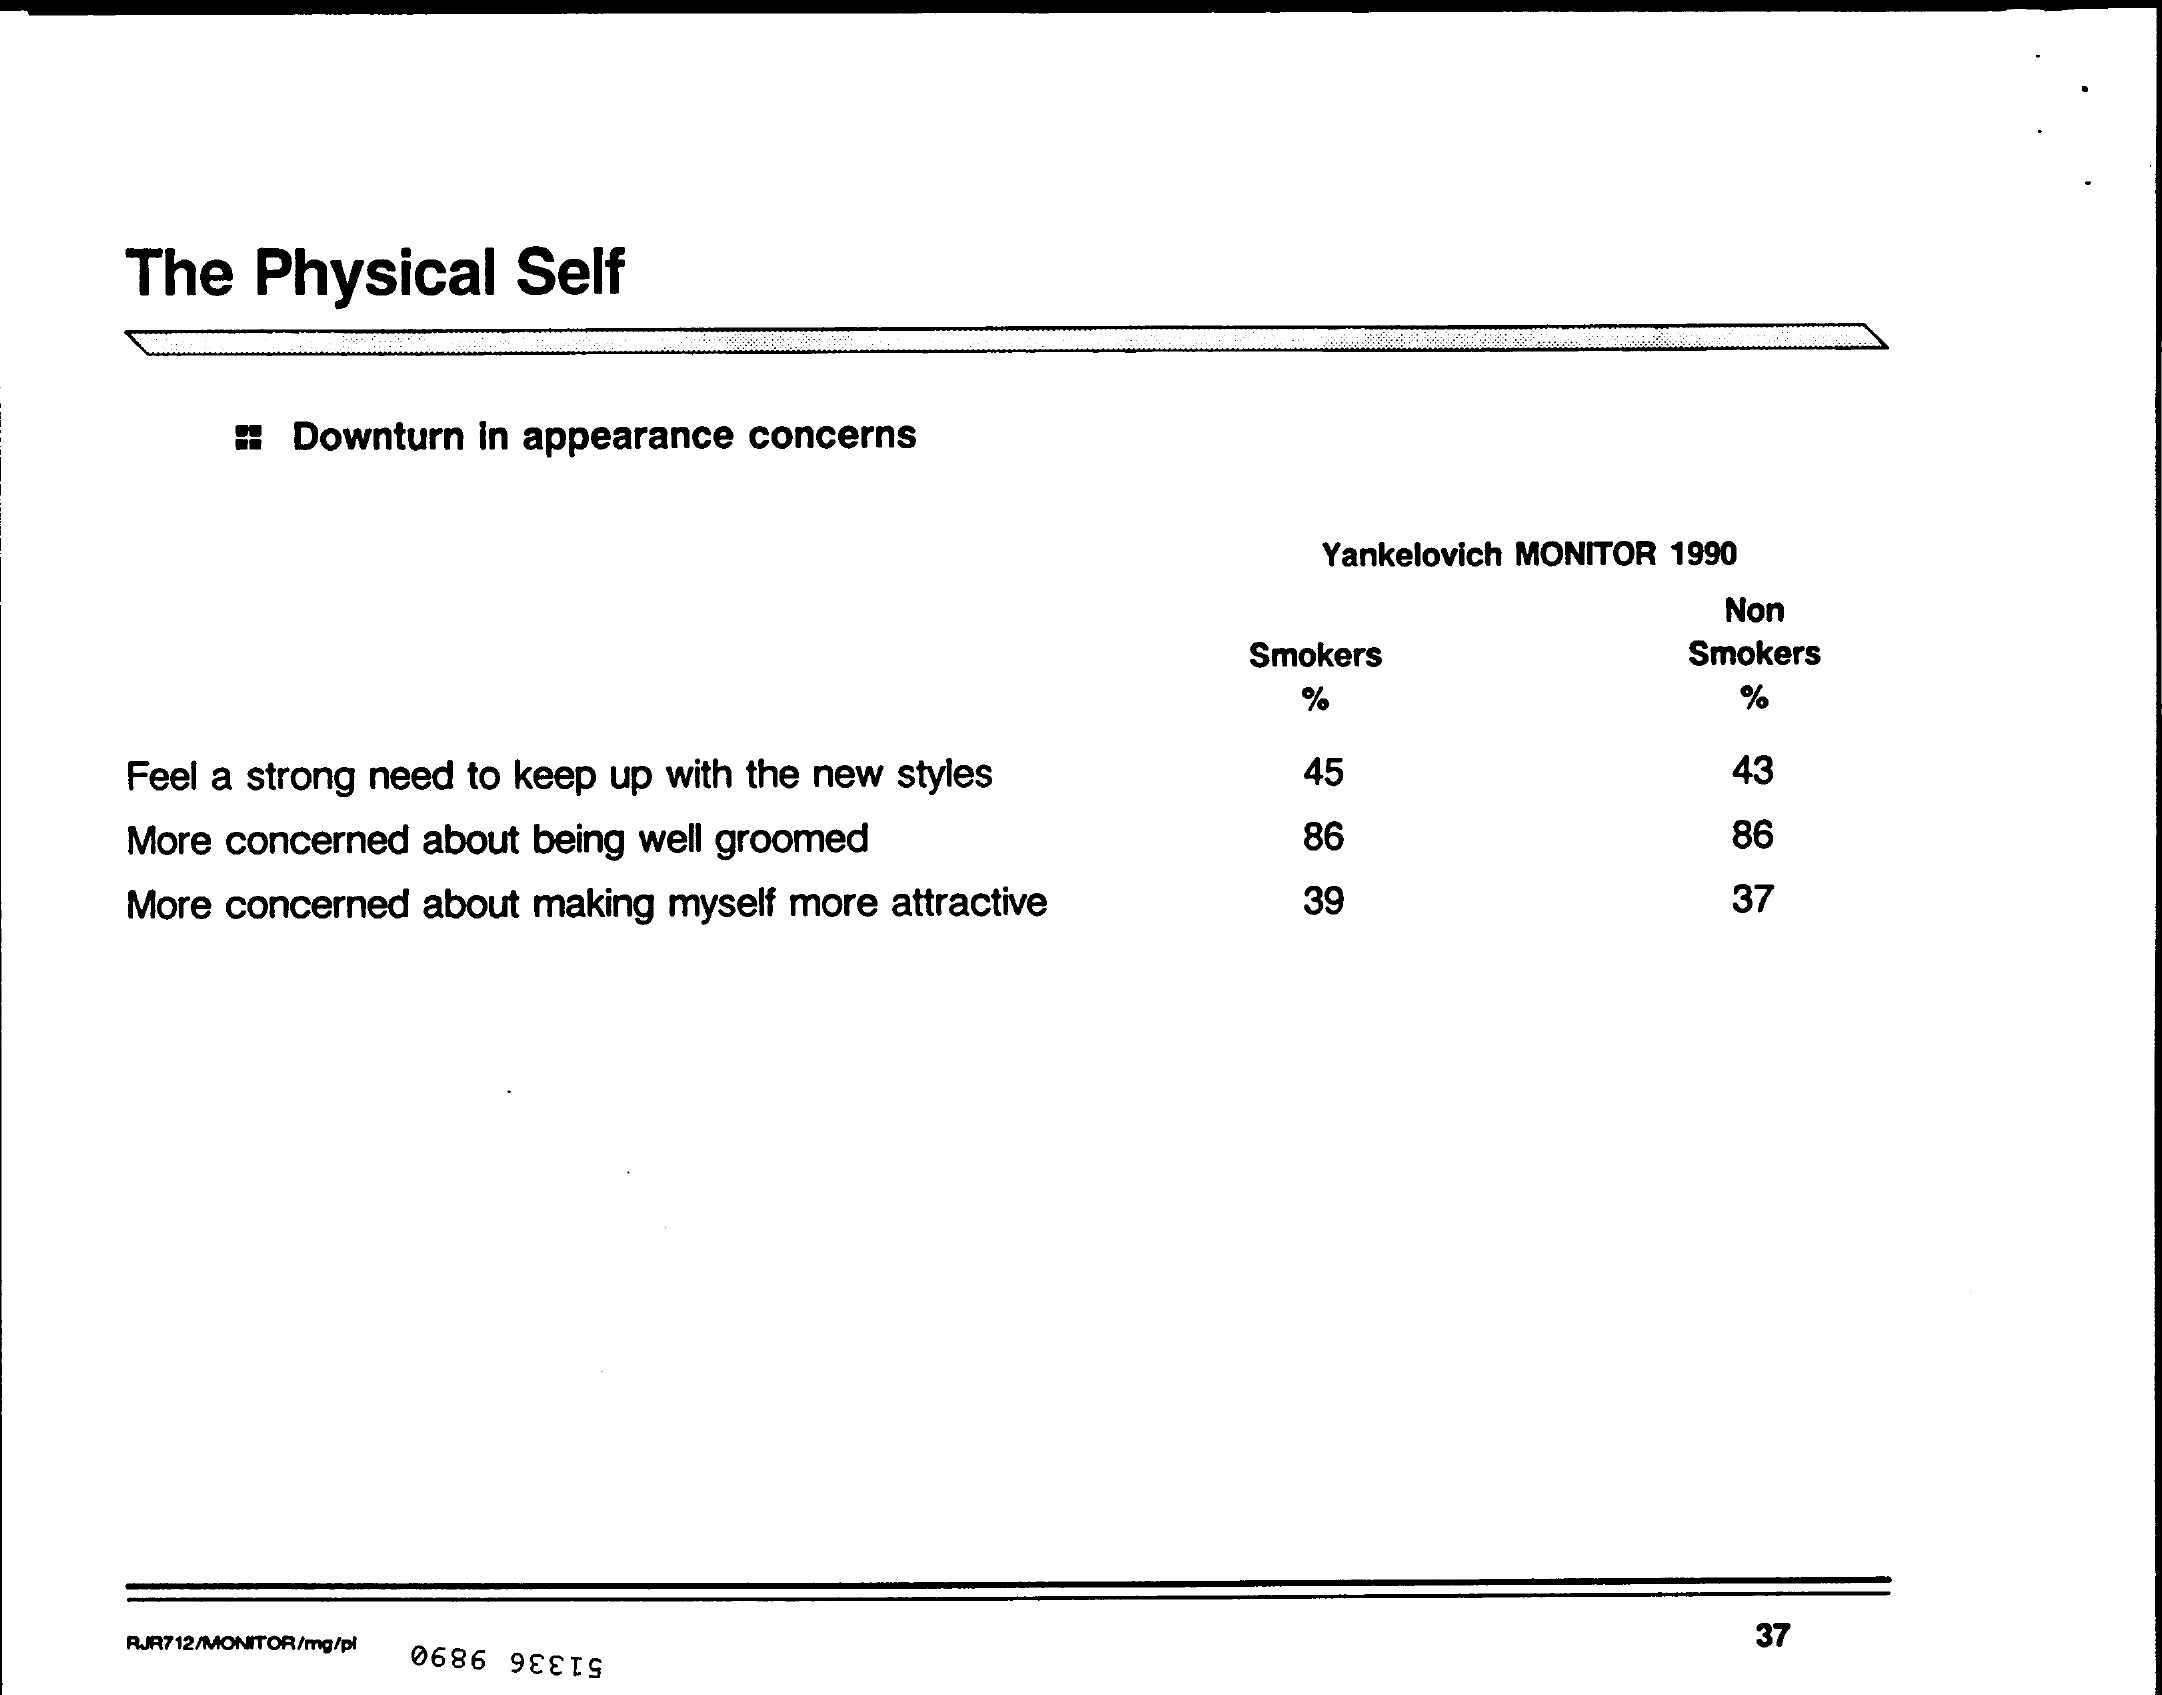 The Physical Self
Downturn in appearance concerns
Yankelovich MONITOR 1990
Non
Smokers Smokers
% %
Feel a strong need to keep up with the new styles 45 43
More concerned about being well groomed 86 86
More concerned about making myself more attractive 39 37
RJR712/MONITOR/mg/pl
51336 9890
37